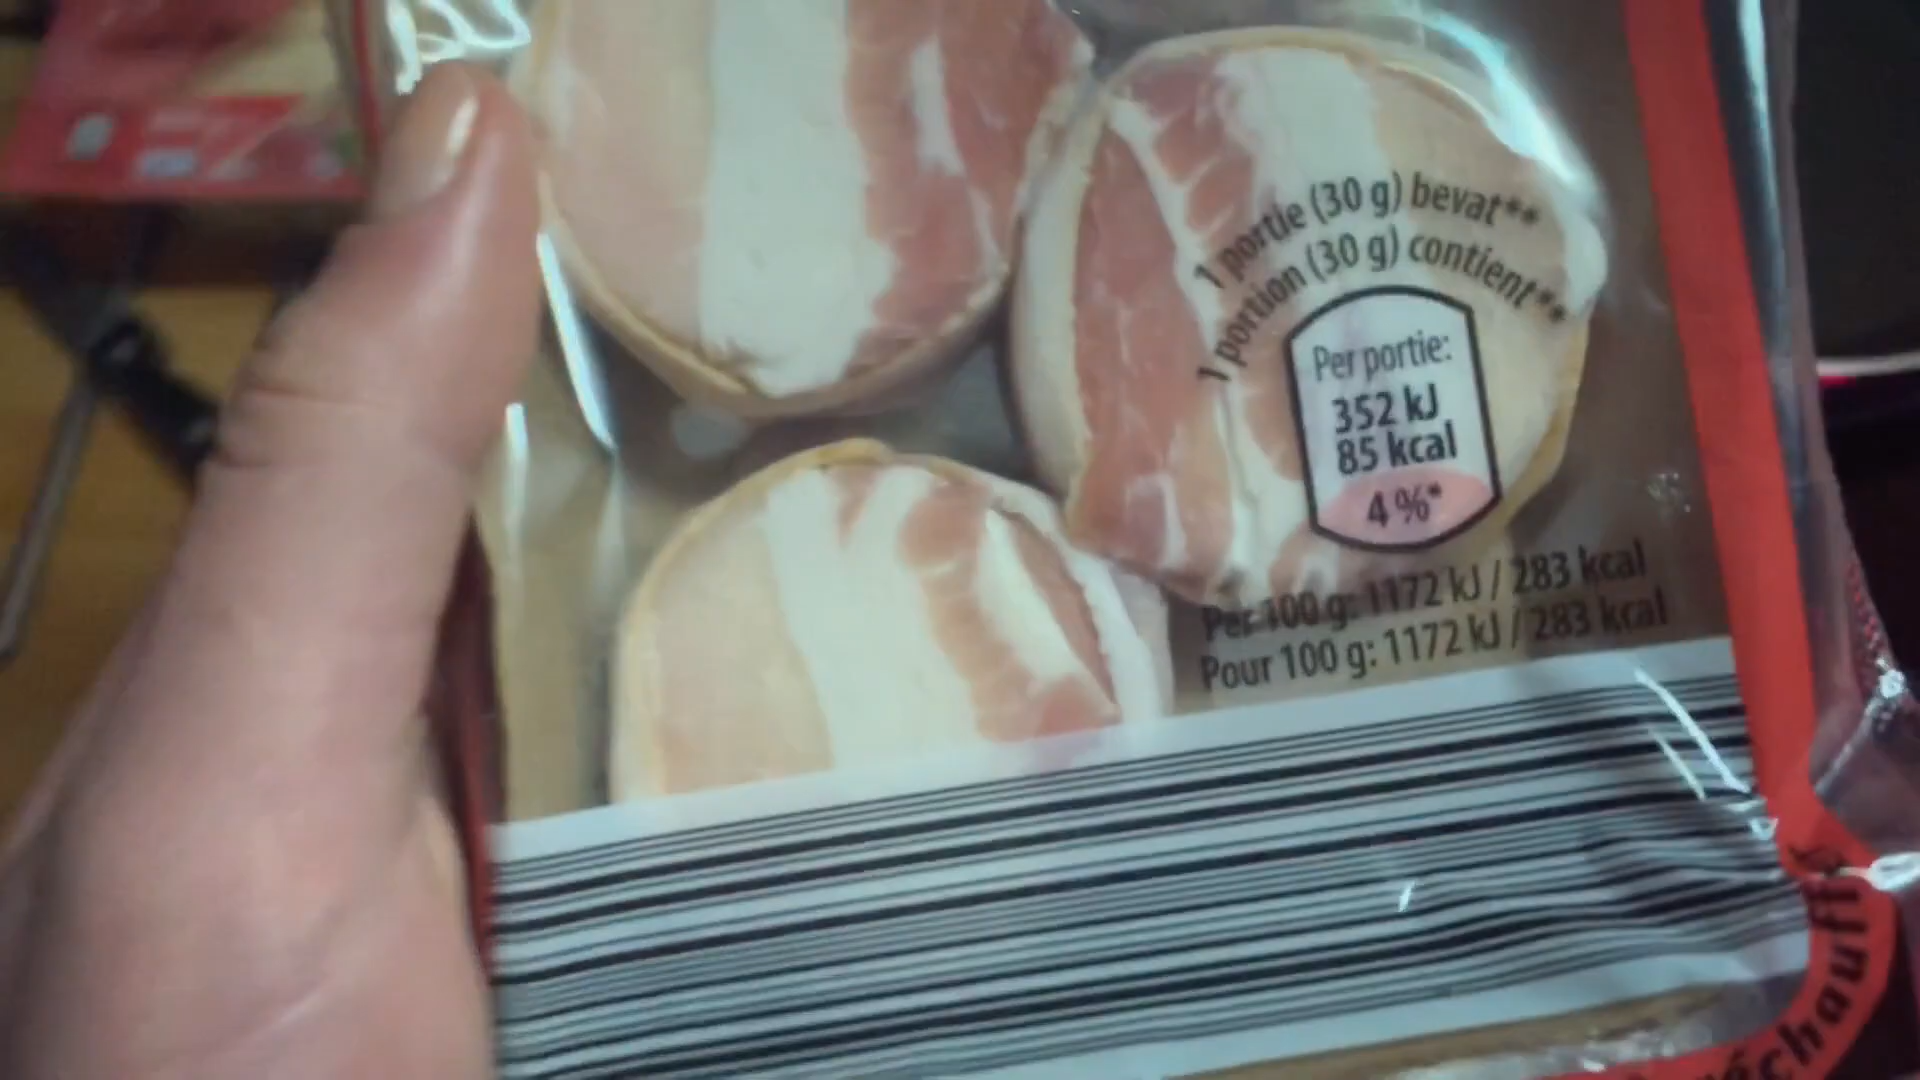 1 portie (30 g) bevat**
1 portion (30 g) contient**
Per portie:
352 kJ
85 kcal
4 %*
Per 100 g: 1172 kJ / 283 kcal
Pour 100 g: 1172 kJ / 283 kcal